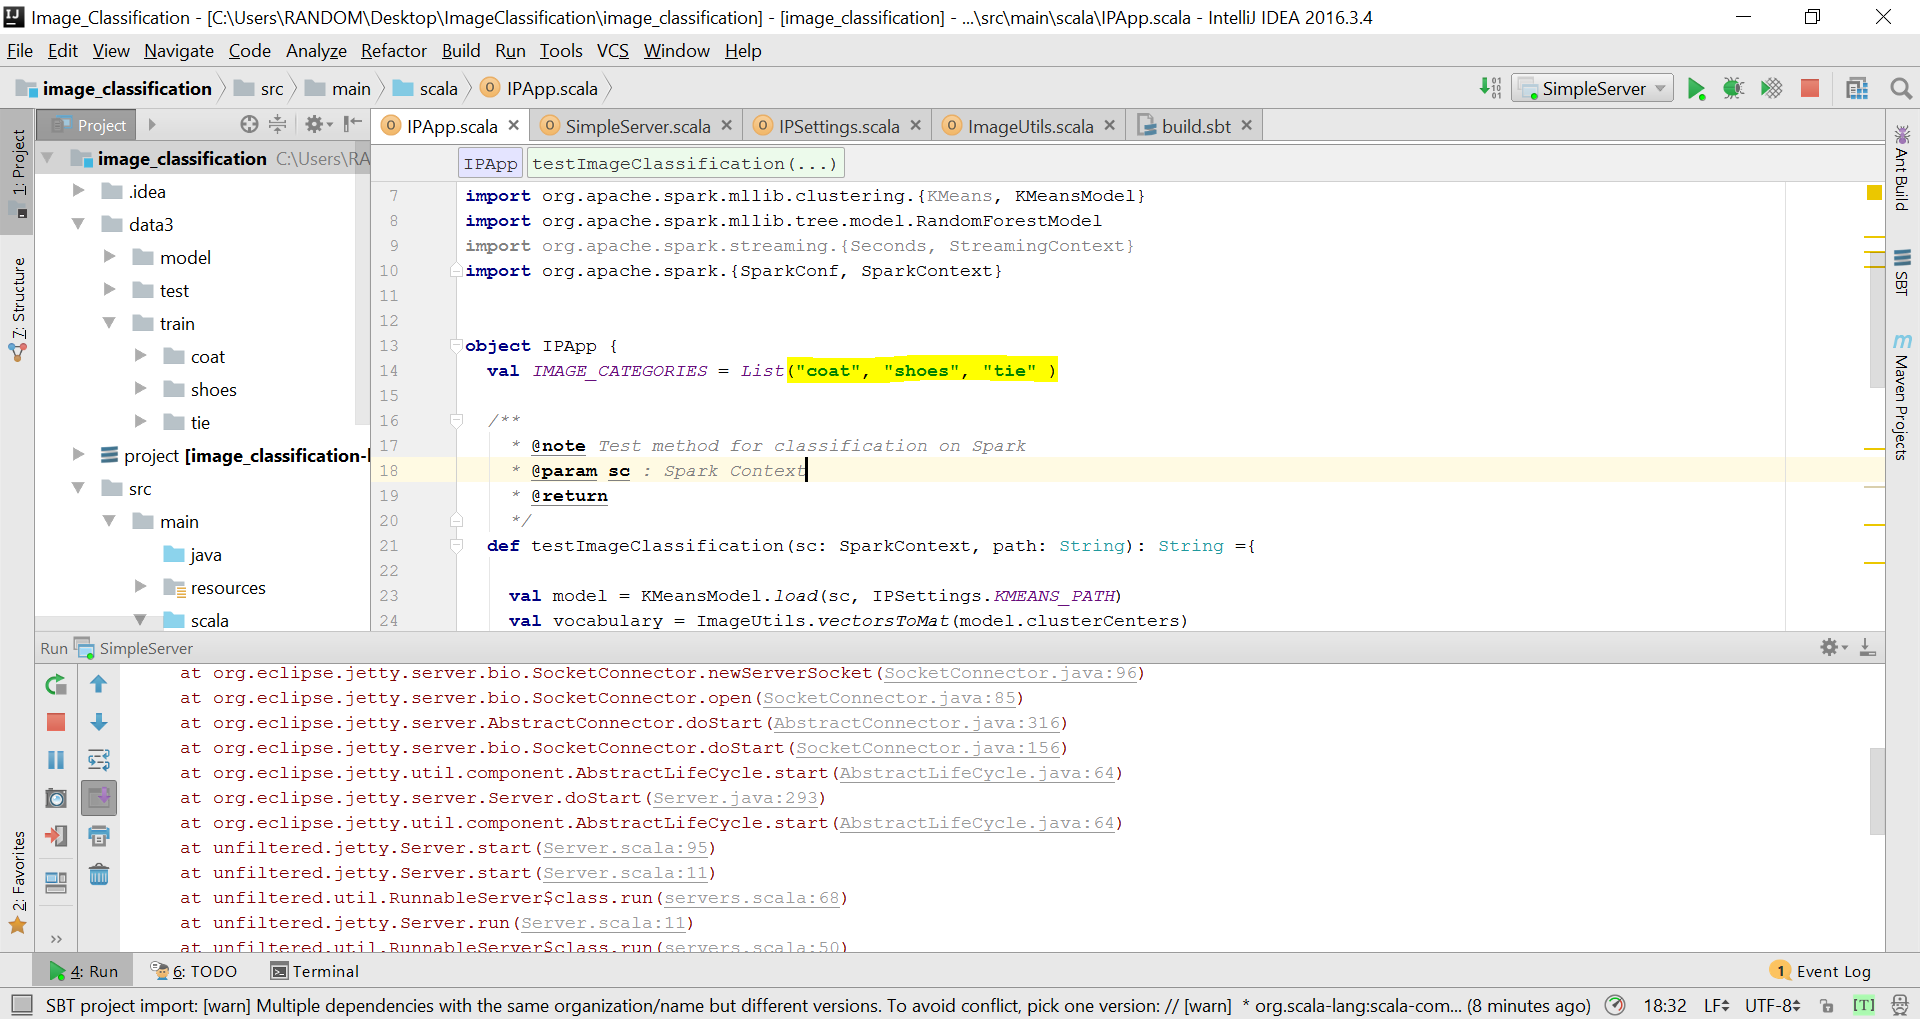 Image_Classification - [C:\Users\RANDOM\Desktop\ImageClassification\image_classification] - [image_classification] - ...\src\main\scala\IPApp.scala - IntelliJ IDEA 2016.3.4
File Edit View Navigate Code Analyze Refactor Build Run Tools VCS Window Help
image_classification src main scala IPApp.scala SimpleServer
Project IPApp.scala SimpleServer.scala IPSettings.scala ImageUtils.scala build.sbt
1: Project
Z: Structure
2: Favorites
image_classification C:\Users\RA
.idea
data3
model
test
train
coat
shoes
tie
project [image_classification-
src
main
java
resources
scala
IPApp testImageClassification(...)
7 import org.apache.spark.mllib.clustering.{KMeans, KMeansModel}
8 import org.apache.spark.mllib.tree.model.RandomForestModel
9 import org.apache.spark.streaming.{Seconds, StreamingContext}
10 import org.apache.spark.{SparkConf, SparkContext}
11
12
13 object IPApp {
14 val IMAGE_CATEGORIES = List("coat", "shoes", "tie" )
15
16 /**
17 * @note Test method for classification on Spark
18 * @param sc : Spark Context
19 * @return
20 */
21 def testImageClassification(sc: SparkContext, path: String): String ={
22
23 val model = KMeansModel.load(sc, IPSettings.KMEANS_PATH)
24 val vocabulary = ImageUtils.vectorsToMat(model.clusterCenters)
Ant Build
SBT
Maven Projects
Run SimpleServer
at org.eclipse.jetty.server.bio.SocketConnector.newServerSocket(SocketConnector.java:96)
at org.eclipse.jetty.server.bio.SocketConnector.open(SocketConnector.java:85)
at org.eclipse.jetty.server.AbstractConnector.doStart(AbstractConnector.java:316)
at org.eclipse.jetty.server.bio.SocketConnector.doStart(SocketConnector.java:156)
at org.eclipse.jetty.util.component.AbstractLifeCycle.start(AbstractLifeCycle.java:64)
at org.eclipse.jetty.server.Server.doStart(Server.java:293)
at org.eclipse.jetty.util.component.AbstractLifeCycle.start(AbstractLifeCycle.java:64)
at unfiltered.jetty.Server.start(Server.scala:95)
at unfiltered.jetty.Server.start(Server.scala:11)
at unfiltered.util.RunnableServer$class.run(servers.scala:68)
at unfiltered.jetty.Server.run(Server.scala:11)
at unfiltered.util.RunnableServer$class.run(servers.scala:50)
4: Run 6: TODO Terminal 1 Event Log
SBT project import: [warn] Multiple dependencies with the same organization/name but different versions. To avoid conflict, pick one version: // [warn] * org.scala-lang:scala-com... (8 minutes ago) 18:32 LF UTF-8 [T]